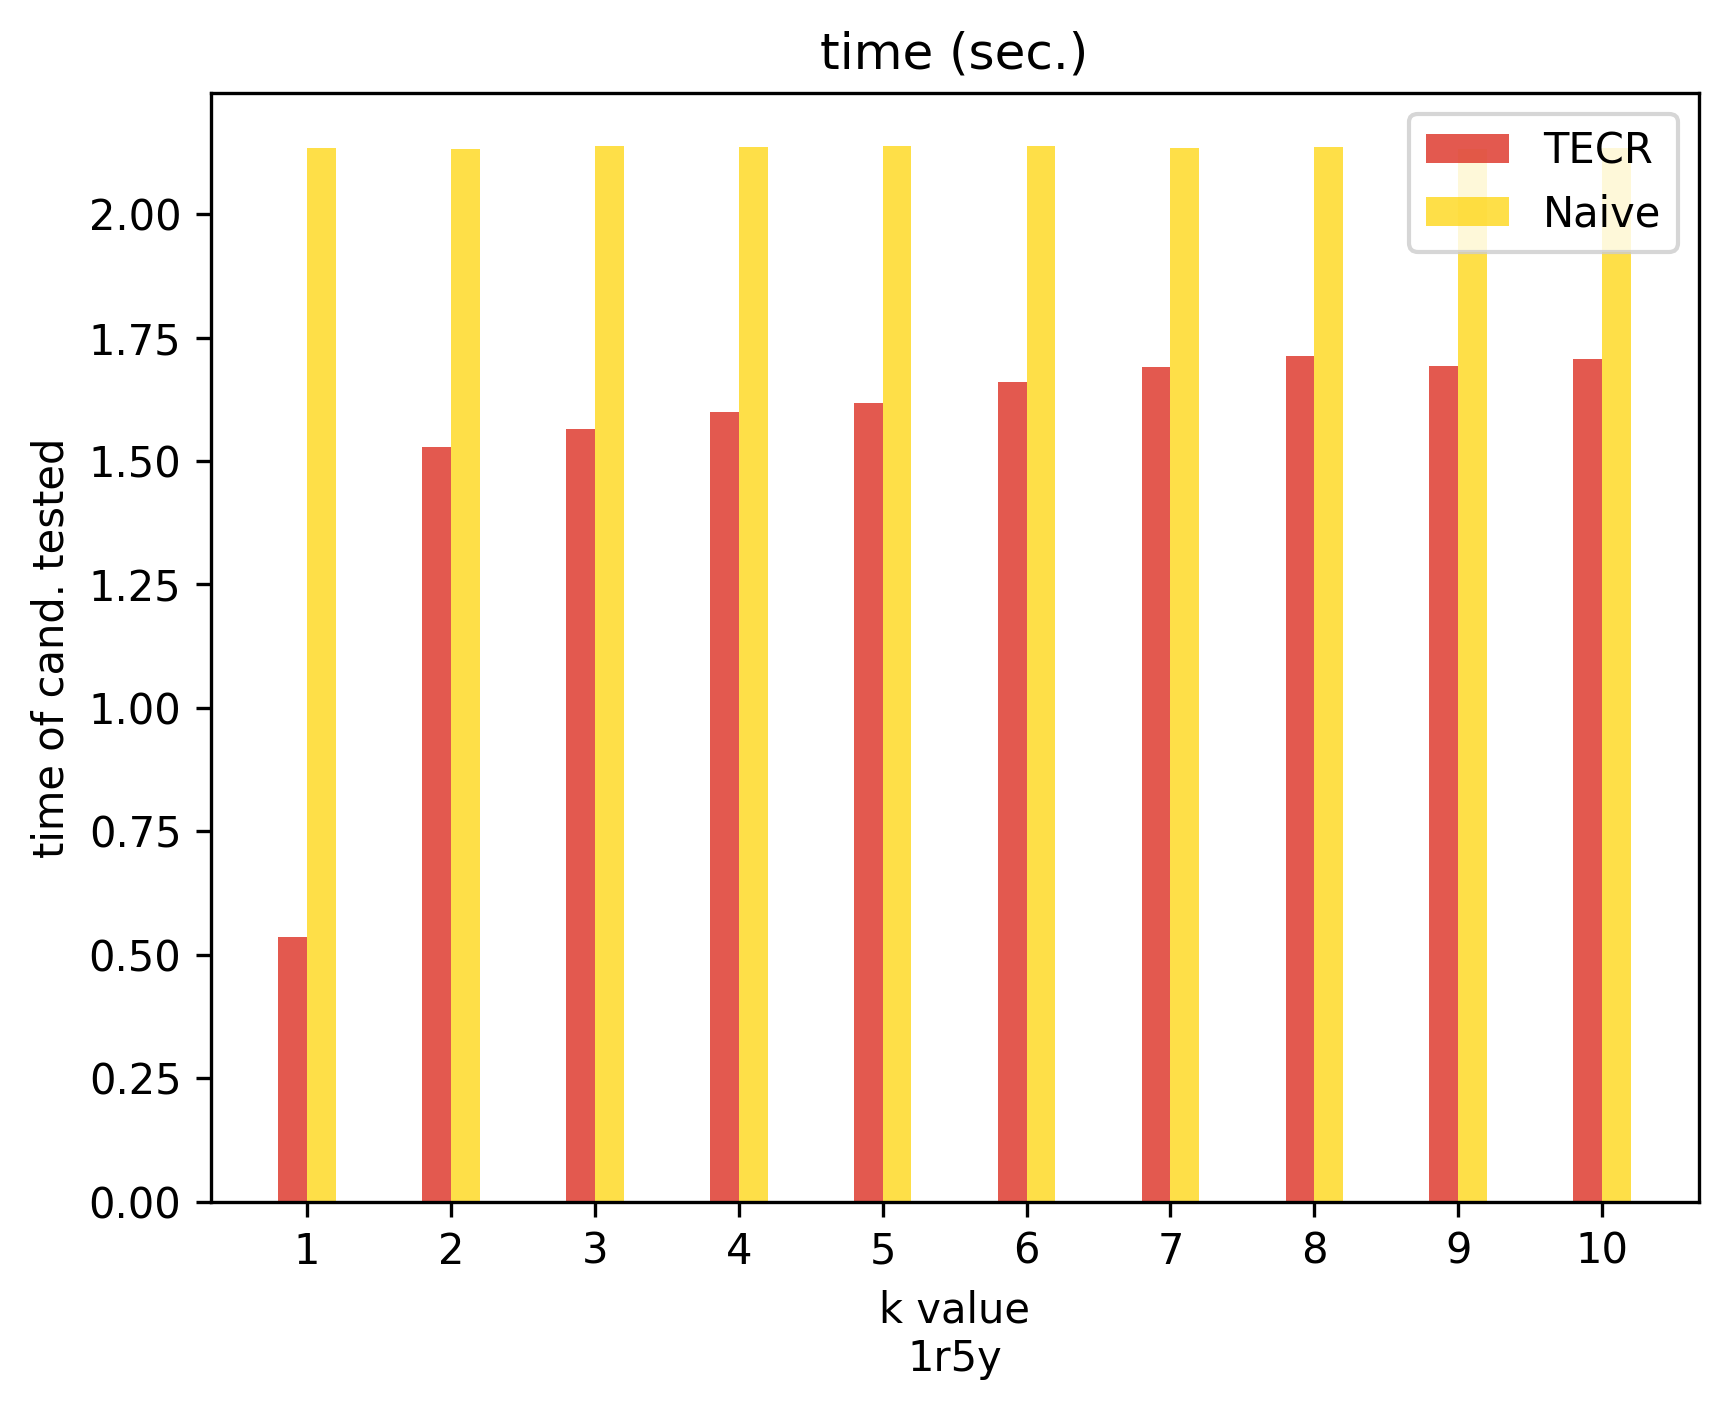 time (sec.)
TECR
Naive
2.00
1.75
1.50
1.25
1.00
0.75
0.50
0.25
0.00
time of cand. tested
1 2 3 4 5 6 7 8 9 10
k value
1r5y